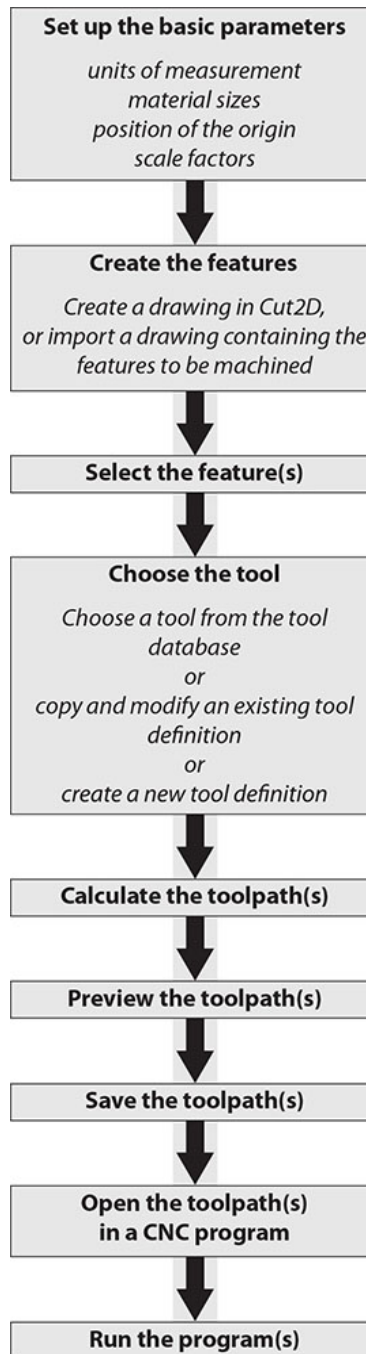 Set up the basic parameters
units of measurement
material sizes
position of the origin
scale factors
Create the features
Create a drawing in Cut2D,
or import a drawing containing the
features to be machined
Select the feature(s)
Choose the tool
Choose a tool from the tool
database
or
copy and modify an existing tool
definition
or
create a new tool definition
Calculate the toolpath(s)
Preview the toolpath(s)
Save the toolpath(s)
Open the toolpath(s)
in a CNC program
Run the program(s)